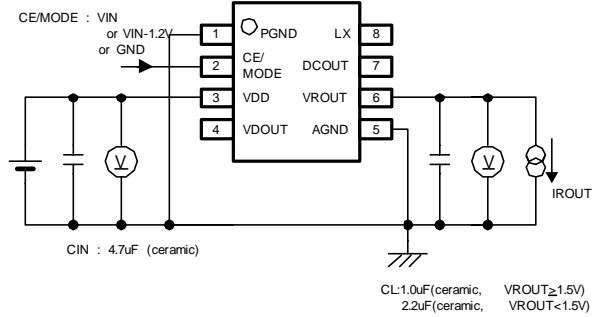 CE/MODE : VIN
or VIN-1.2V
or GND
1 PGND LX 8
2 CE/ MODE DCOUT 7
3 VDD VROUT 6
4 VDOUT AGND 5
V V
IROUT
CIN : 4.7uF (ceramic)
CL:1.0uF(ceramic, VROUT≥1.5V)
2.2uF(ceramic, VROUT<1.5V)